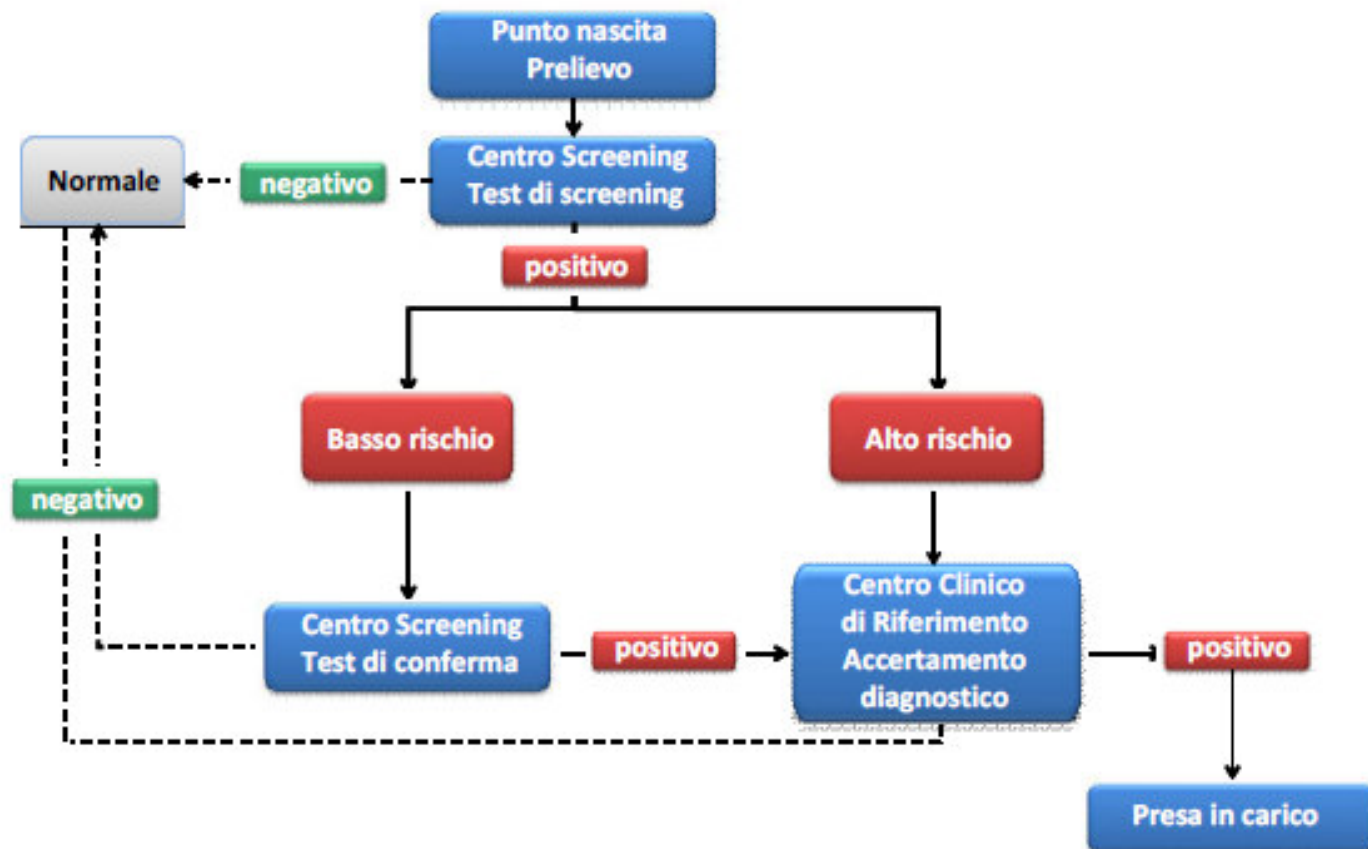 Punto nascita
Prelievo
Centro Screening
Test di screening
negativo
Normale
positivo
Basso rischio
Alto rischio
negativo
Centro Screening
Test di conferma
positivo
Centro Clinico
di Riferimento
Accertamento
diagnostico
positivo
Presa in carico